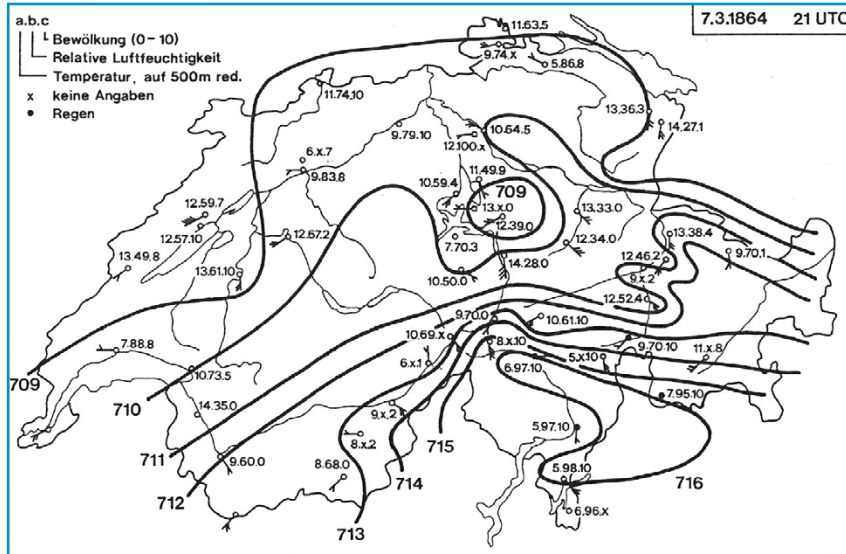 a.b.c
Bewölkung (0-10)
Relative Luftfeuchtigkeit
Temperatur, auf 500m red.
x keine Angaben
● Regen
7.3.1864 21 UTC
11.63,5
9.74.x
5.86,8
11.74.10
13.36.3
14.27.1
9.79.10
10.64.5
12.100.x
6.x.7
9.83.8
11.49.9
10.59.4
709
13.x.0
13.33.0
12.59.7
12.57.10
12.67.2
12.39.0
7.70.3
12.34.0
13.38.4
9.70.1
13.49.8
13.61.10
14.28.0
12.46.2
9.x.2
10.50.0
12.52.4
9.70.0
10.61.10
10.69.x
8.x.10
7.88.8
6.x.1
9.70.10
11.x.8
5.x.10
6.97.10
10.73.5
7.95.10
709
710
14.35.0
9.x.2
715
8.x.2
5.97.10
711
9.60.0
8.68.0
714
5.98.10
716
712
713
6.96.x